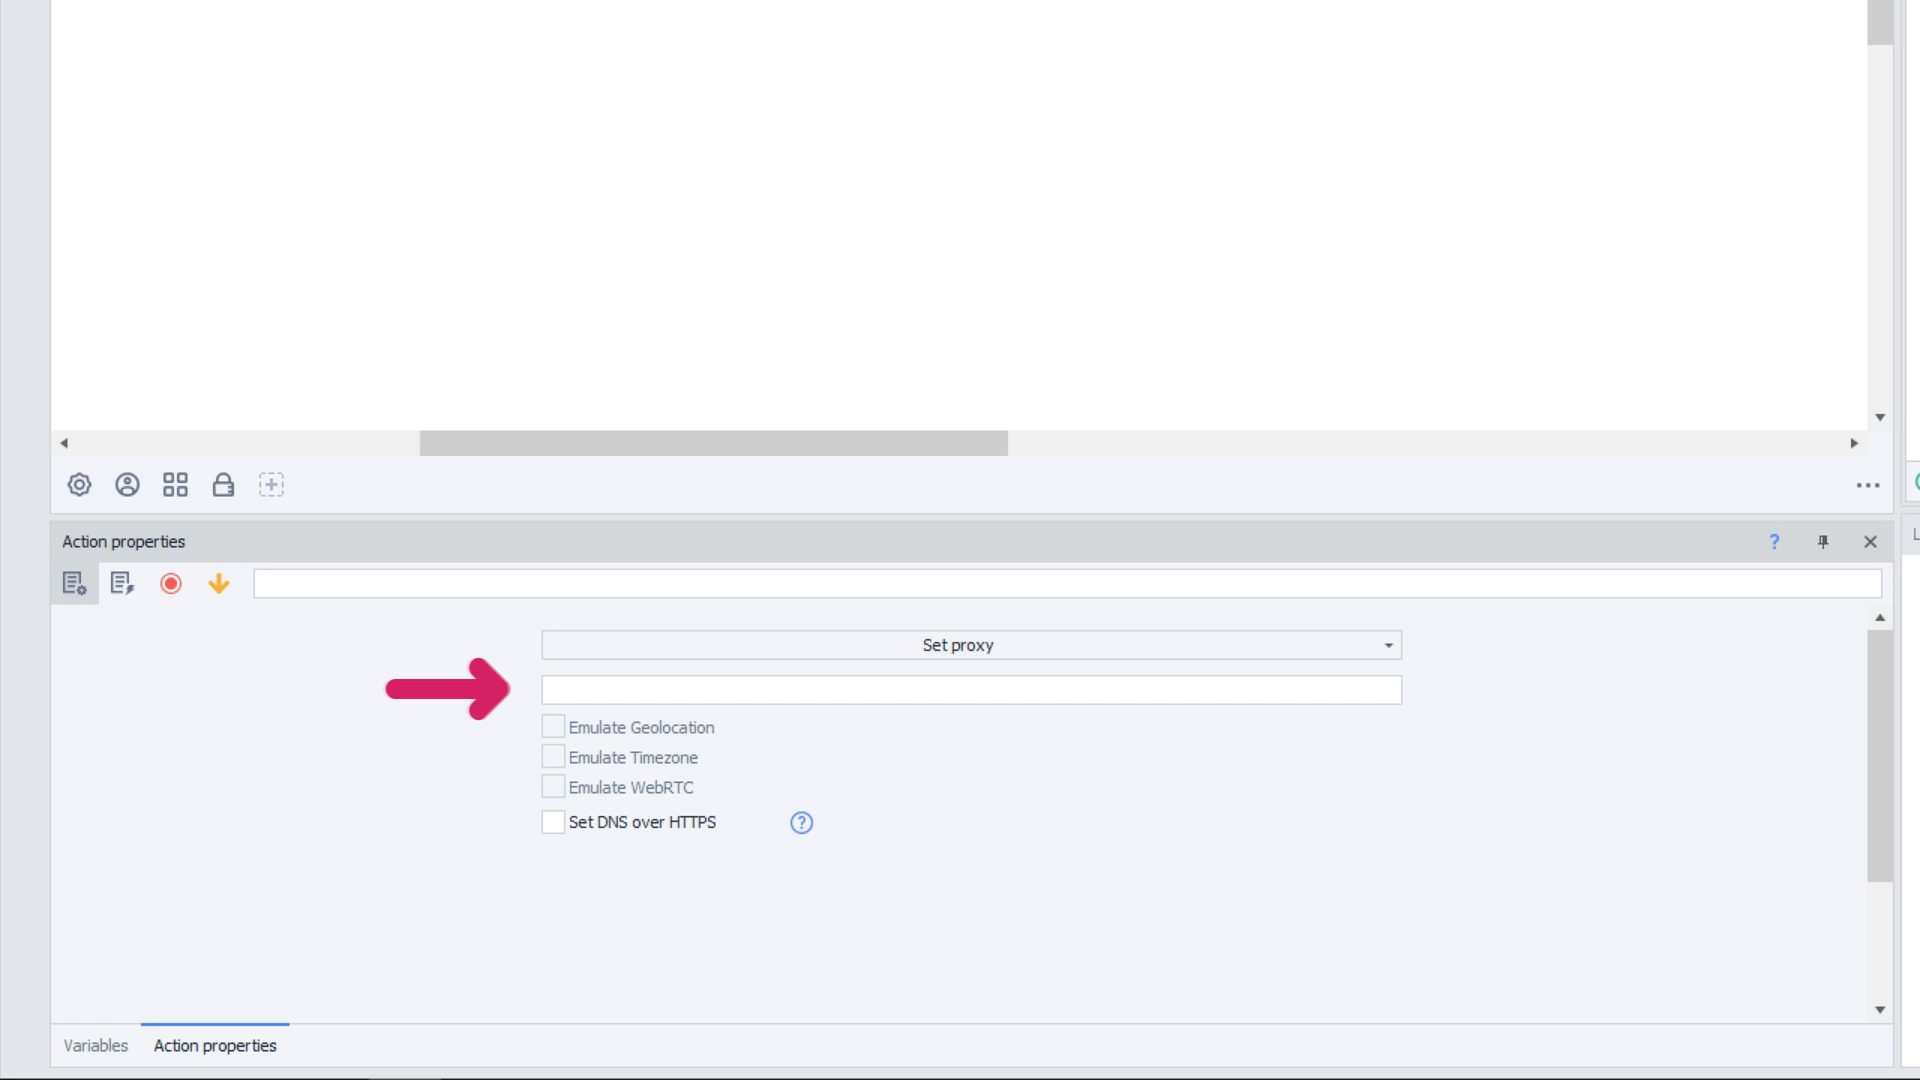 Action properties
Set proxy
Emulate Geolocation
Emulate Timezone
Emulate WebRTC
Set DNS over HTTPS
Variables
Action properties